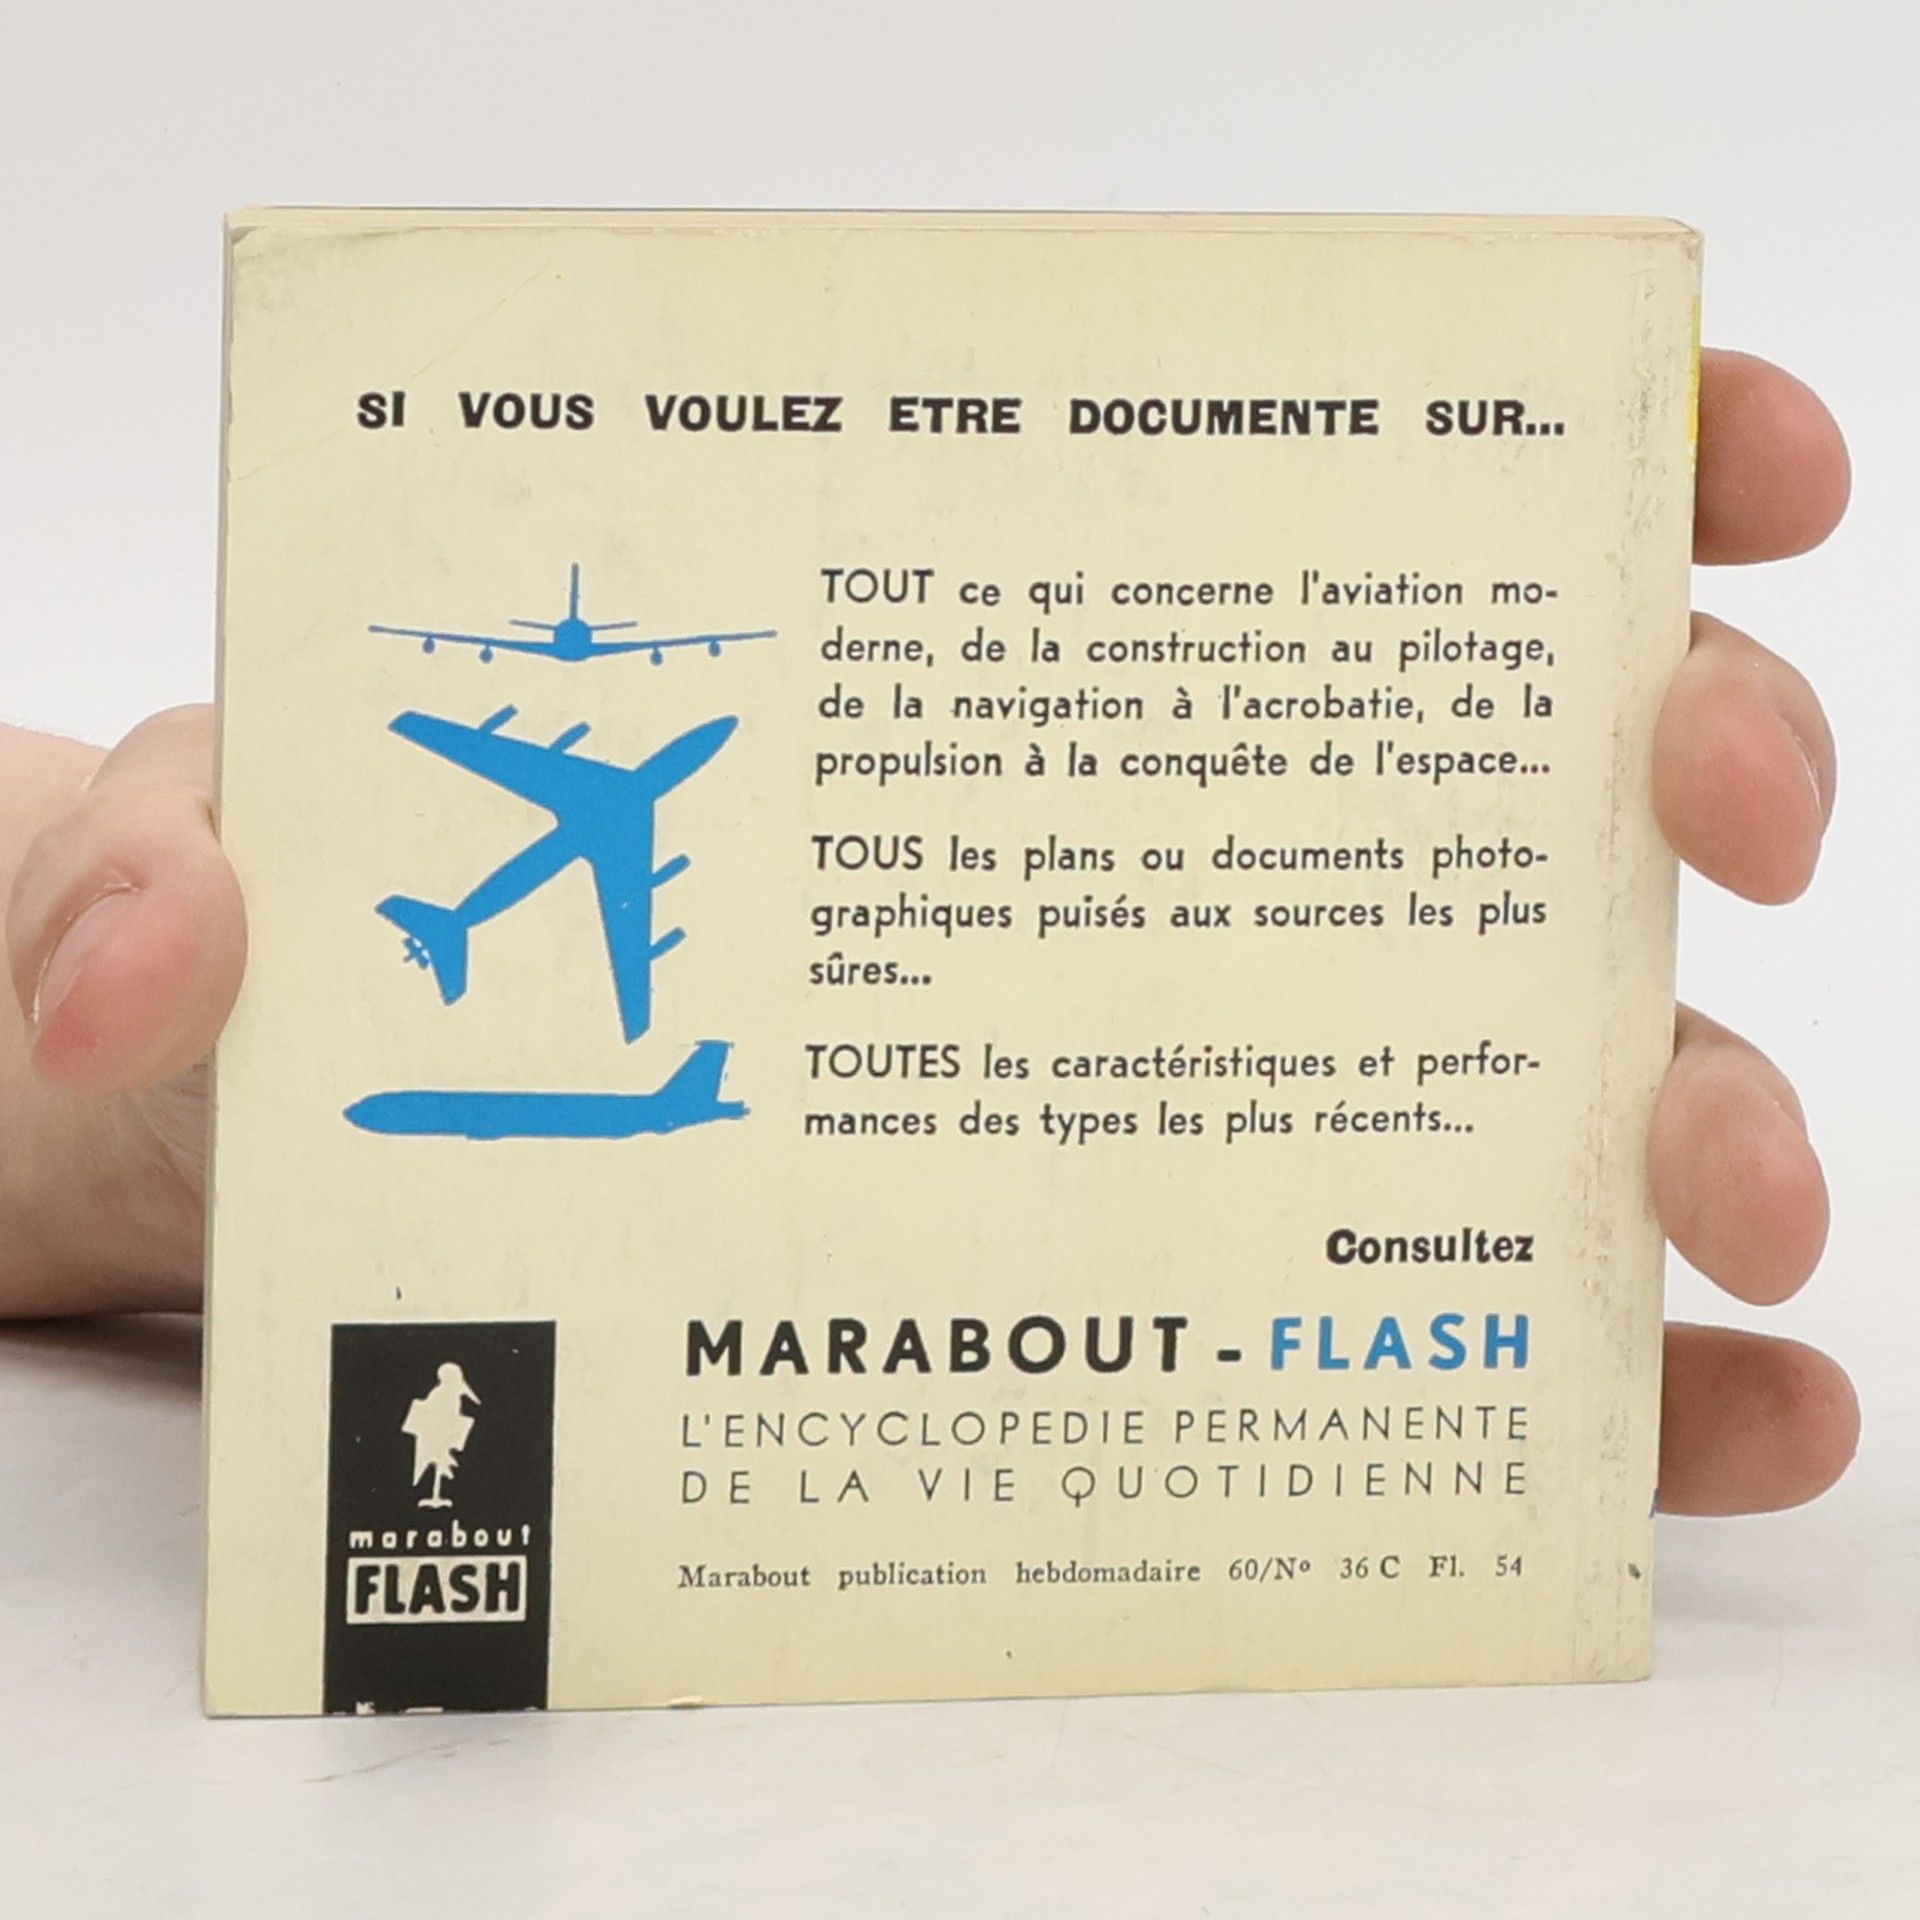 SI VOUS VOULEZ ETRE DOCUMENTE SUR...
TOUT ce qui concerne l'aviation mo-
derne, de la construction au pilotage,
de la navigation à l'acrobatie, de la
propulsion à la conquête de l'espace...
TOUS les plans ou documents photo-
graphiques puisés aux sources les plus
sûres...
TOUTES les caractéristiques et perfor-
mances des types les plus récents...
Consultez
MARABOUT - FLASH
L'ENCYCLOPEDIE PERMANENTE
DE LA VIE QUOTIDIENNE
Marabout publication hebdomadaire 60/Nº 36 C Fl. 54
marabout
FLASH